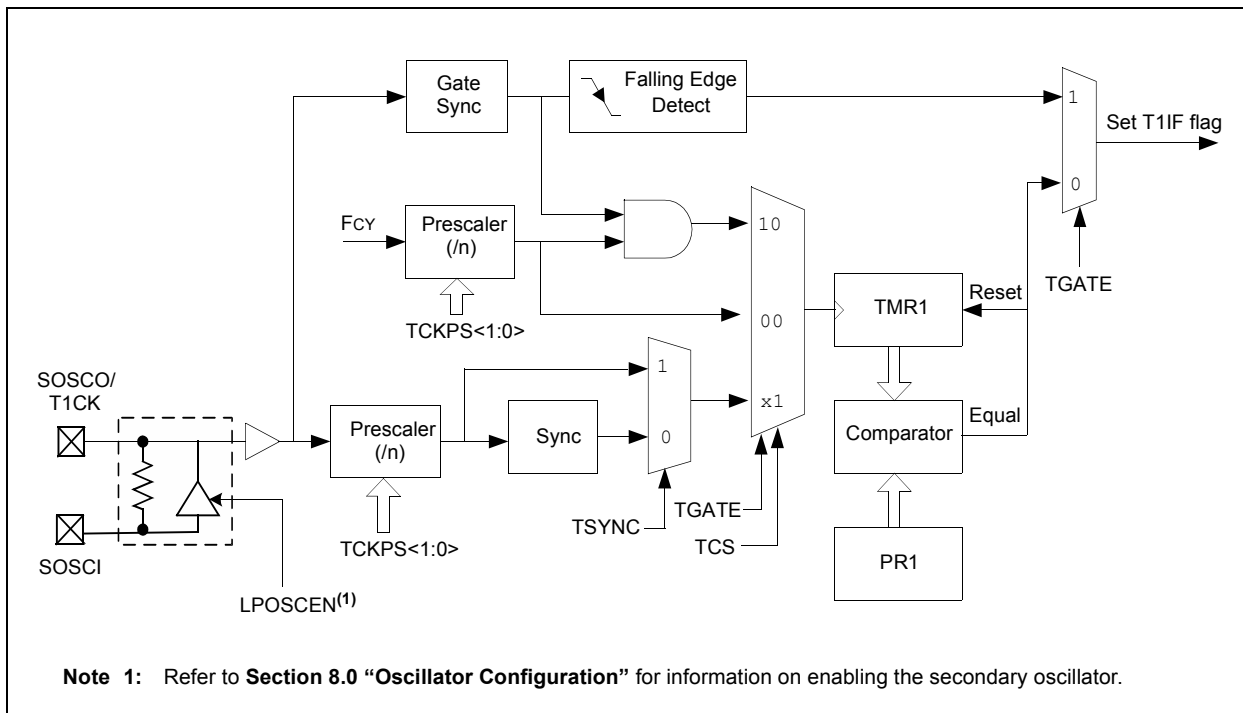 Gate
Sync
Falling Edge
Detect
1
Set T1IF flag
0
FCY
Prescaler
(/n)
10
TGATE
TCKPS<1:0>
00
TMR1
Reset
SOSCO/
T1CK
1
x1
Prescaler
(/n)
Sync
0
Comparator
Equal
TSYNC
TGATE
TCS
TCKPS<1:0>
SOSCI
PR1
LPOSCEN(1)
Note 1: Refer to Section 8.0 “Oscillator Configuration” for information on enabling the secondary oscillator.